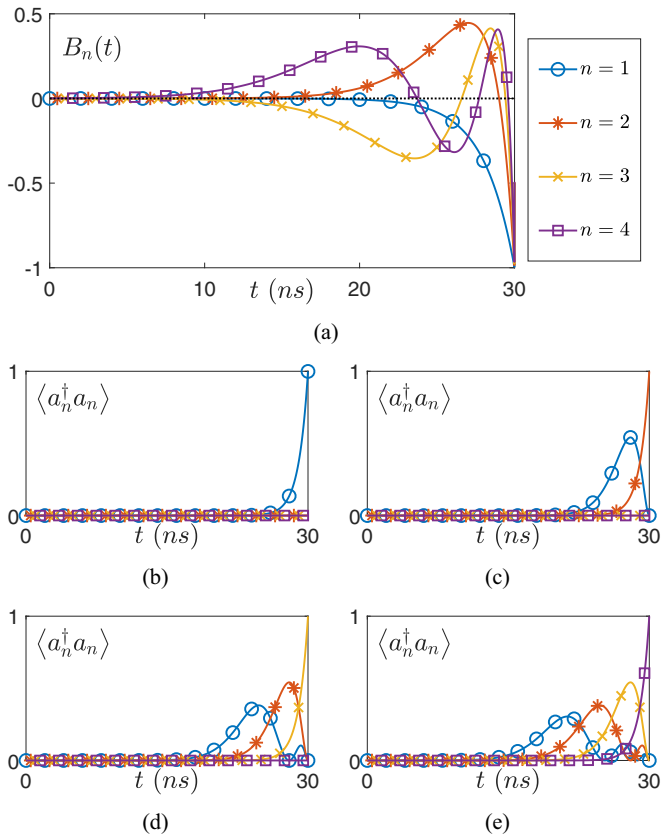 0.5
B_n(t)
0
-0.5
-1
0 10 20 30
t (ns)
n = 1
n = 2
n = 3
n = 4
(a)
1
⟨a_n^† a_n⟩
0
0 t (ns) 30
(b)
1
⟨a_n^† a_n⟩
0
0 t (ns) 30
(c)
1
⟨a_n^† a_n⟩
0
0 t (ns) 30
(d)
1
⟨a_n^† a_n⟩
0
0 t (ns) 30
(e)